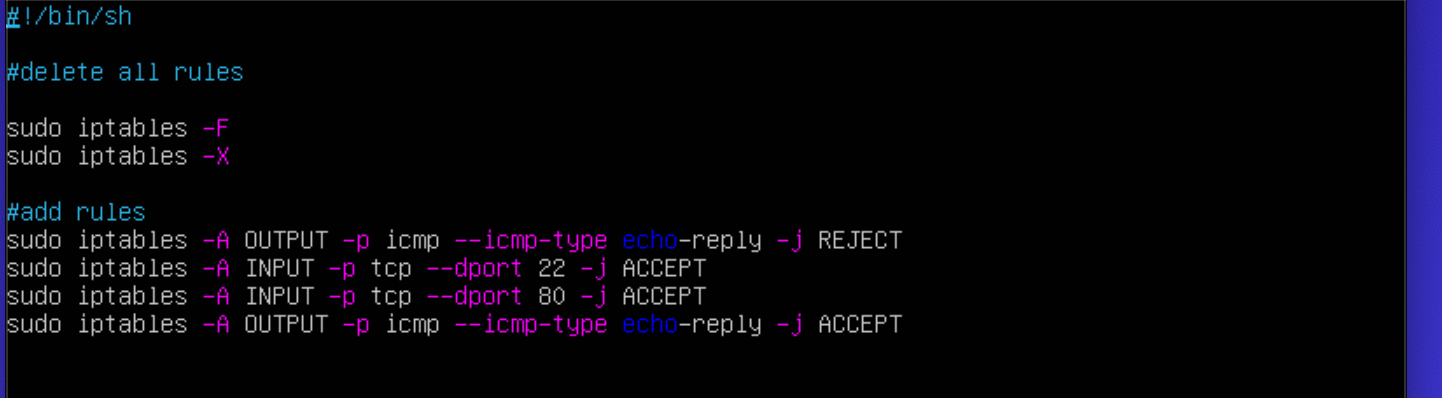 #!/bin/sh
#delete all rules
sudo iptables -F
sudo iptables -X
#add rules
sudo iptables -A OUTPUT -p icmp --icmp-type echo-reply -j REJECT
sudo iptables -A INPUT -p tcp --dport 22 -j ACCEPT
sudo iptables -A INPUT -p tcp --dport 80 -j ACCEPT
sudo iptables -A OUTPUT -p icmp --icmp-type echo-reply -j ACCEPT